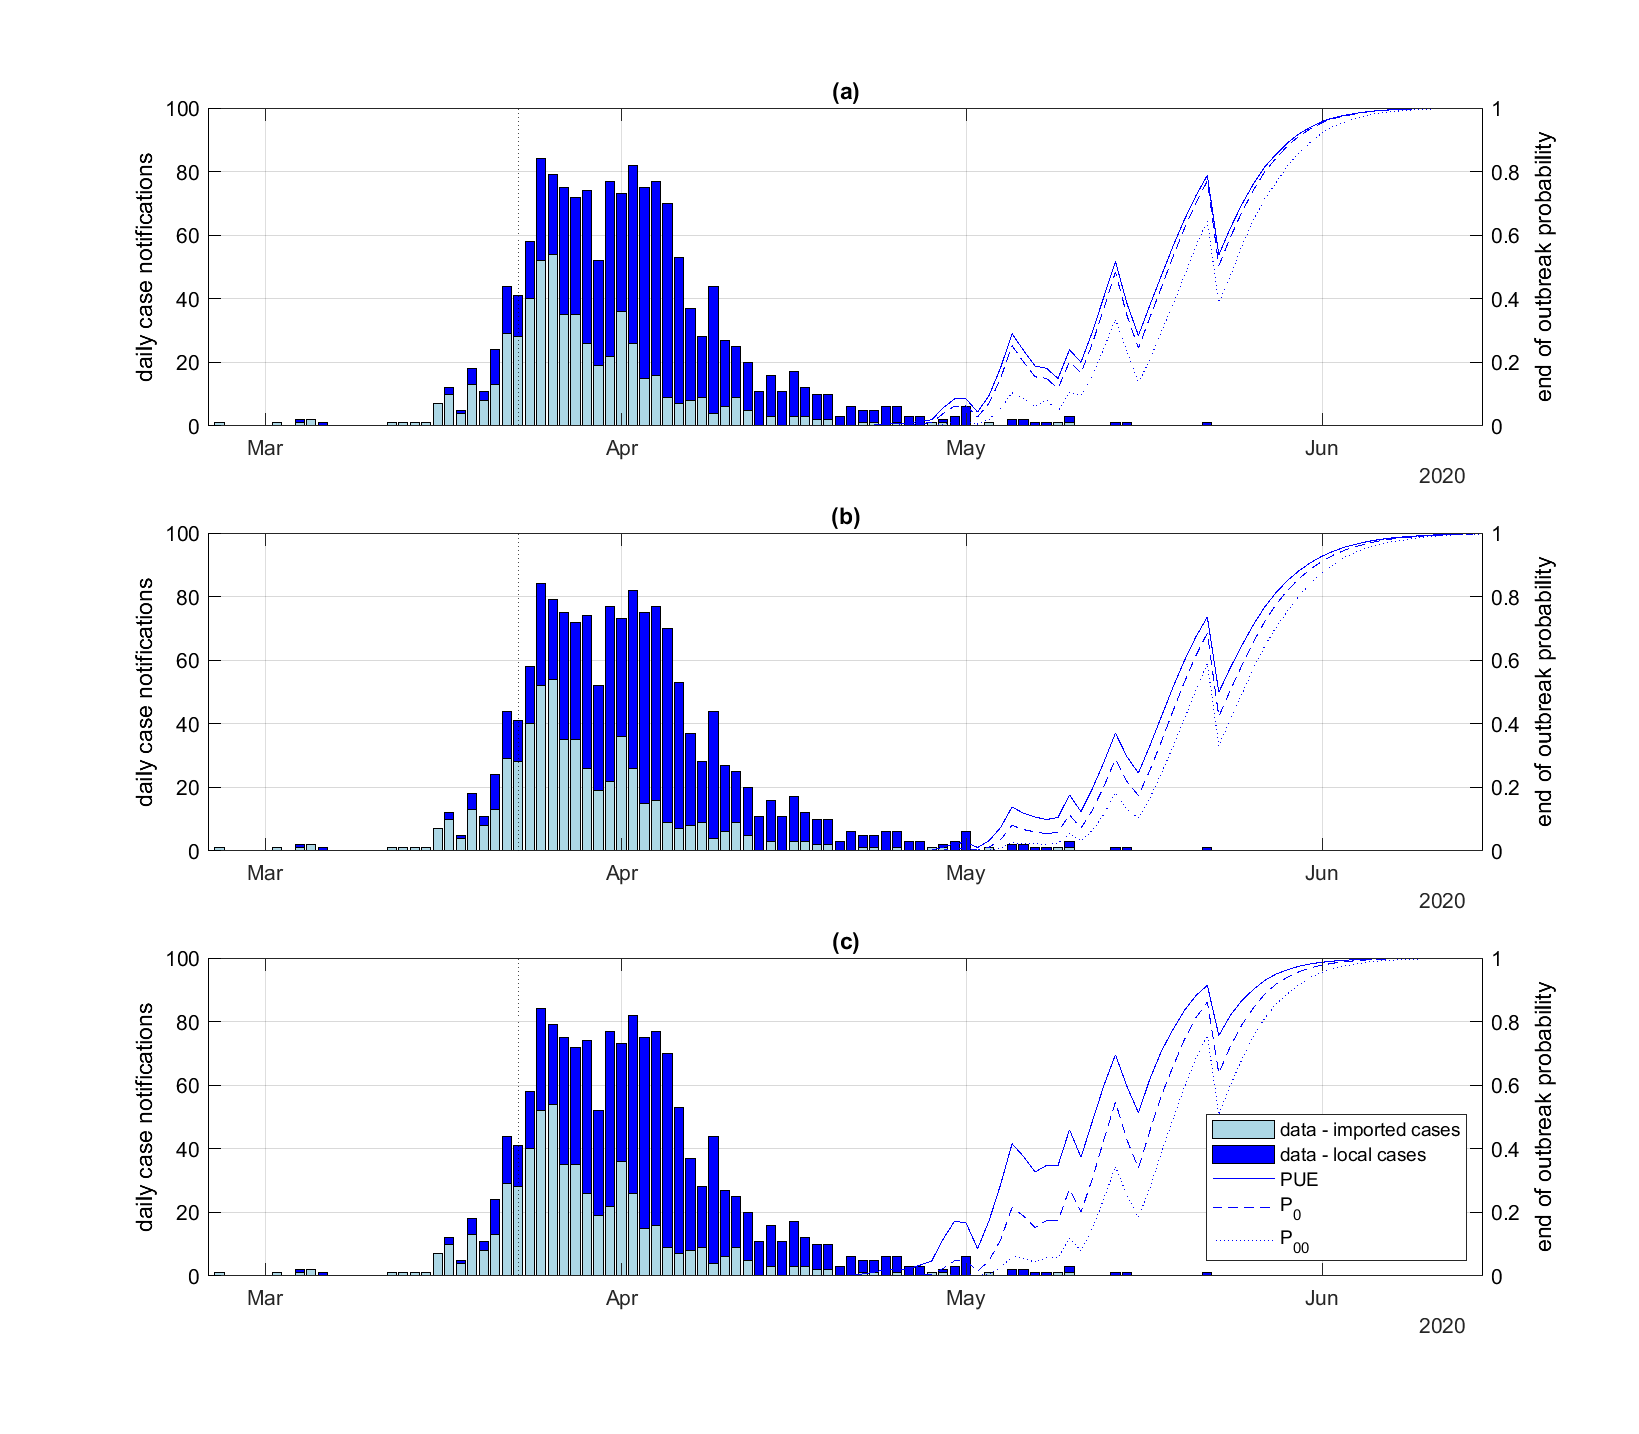 (a)
100
80
60
40
20
0
daily case notifications
1
0.8
0.6
0.4
0.2
0
end of outbreak probability
Mar Apr May Jun
2020
(b)
100
80
60
40
20
0
daily case notifications
1
0.8
0.6
0.4
0.2
0
end of outbreak probability
Mar Apr May Jun
2020
(c)
100
80
60
40
20
0
daily case notifications
1
0.8
0.6
0.4
0.2
0
end of outbreak probability
data - imported cases
data - local cases
PUE
P0
P00
Mar Apr May Jun
2020